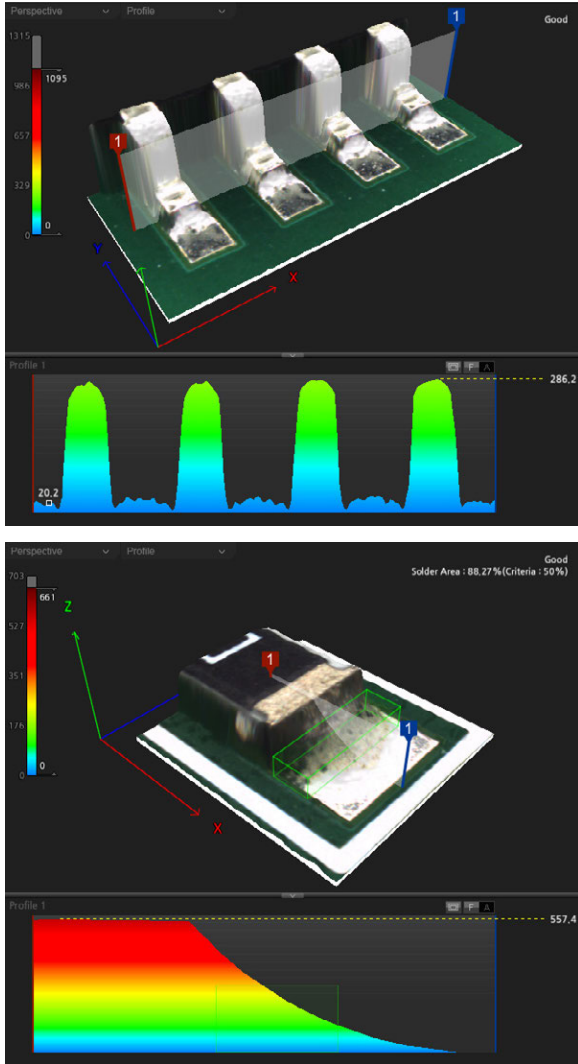 Perspective Profile
Good
1315
1095
986
657
329
0
0
1
1
Y
X
Profile 1
F A
286,2
20,2
Perspective Profile
Good
Solder Area : 88,27%(Criteria : 50%)
703
661
527
351
176
0
0
Z
1
1
X
Profile 1
F A
557,4